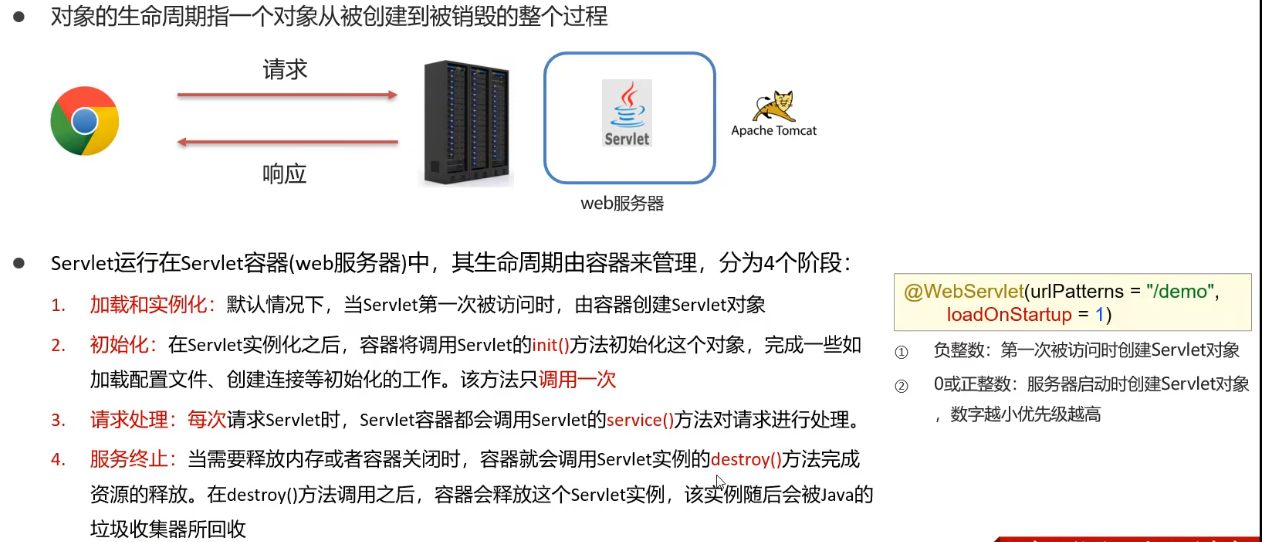 ● 对象的生命周期指一个对象从被创建到被销毁的整个过程
请求
响应
Servlet
Apache Tomcat
web服务器
● Servlet运行在Servlet容器(web服务器)中，其生命周期由容器来管理，分为4个阶段：
1. 加载和实例化：默认情况下，当Servlet第一次被访问时，由容器创建Servlet对象
2. 初始化：在Servlet实例化之后，容器将调用Servlet的init()方法初始化这个对象，完成一些如
加载配置文件、创建连接等初始化的工作。该方法只调用一次
3. 请求处理：每次请求Servlet时，Servlet容器都会调用Servlet的service()方法对请求进行处理。
4. 服务终止：当需要释放内存或者容器关闭时，容器就会调用Servlet实例的destroy()方法完成
资源的释放。在destroy()方法调用之后，容器会释放这个Servlet实例，该实例随后会被Java的
垃圾收集器所回收
@WebServlet(urlPatterns = "/demo",
loadOnStartup = 1)
① 负整数：第一次被访问时创建Servlet对象
② 0或正整数：服务器启动时创建Servlet对象
，数字越小优先级越高